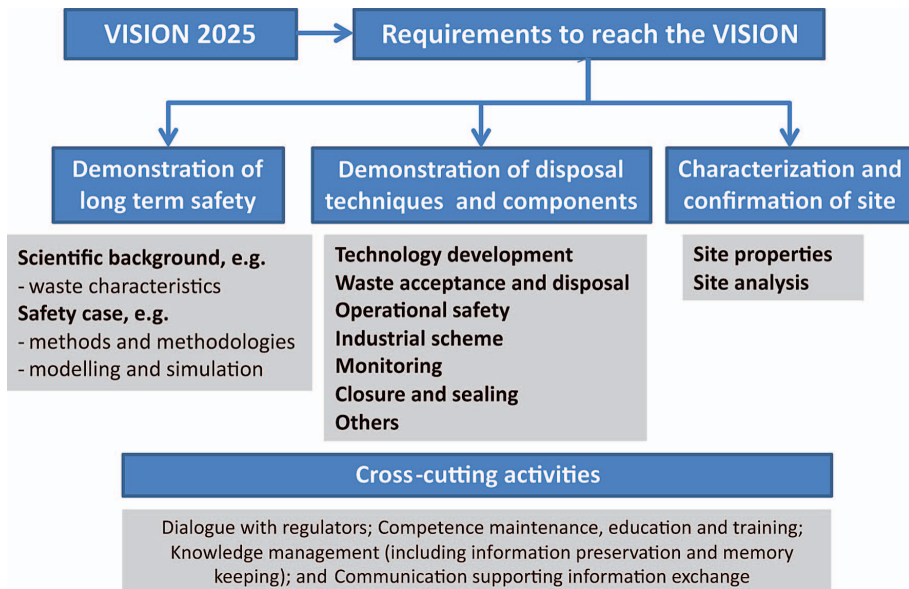 VISION 2025
Requirements to reach the VISION
Demonstration of
long term safety
Scientific background, e.g.
- waste characteristics
Safety case, e.g.
- methods and methodologies
- modelling and simulation
Demonstration of disposal
techniques and components
Technology development
Waste acceptance and disposal
Operational safety
Industrial scheme
Monitoring
Closure and sealing
Others
Characterization and
confirmation of site
Site properties
Site analysis
Cross-cutting activities
Dialogue with regulators; Competence maintenance, education and training;
Knowledge management (including information preservation and memory
keeping); and Communication supporting information exchange